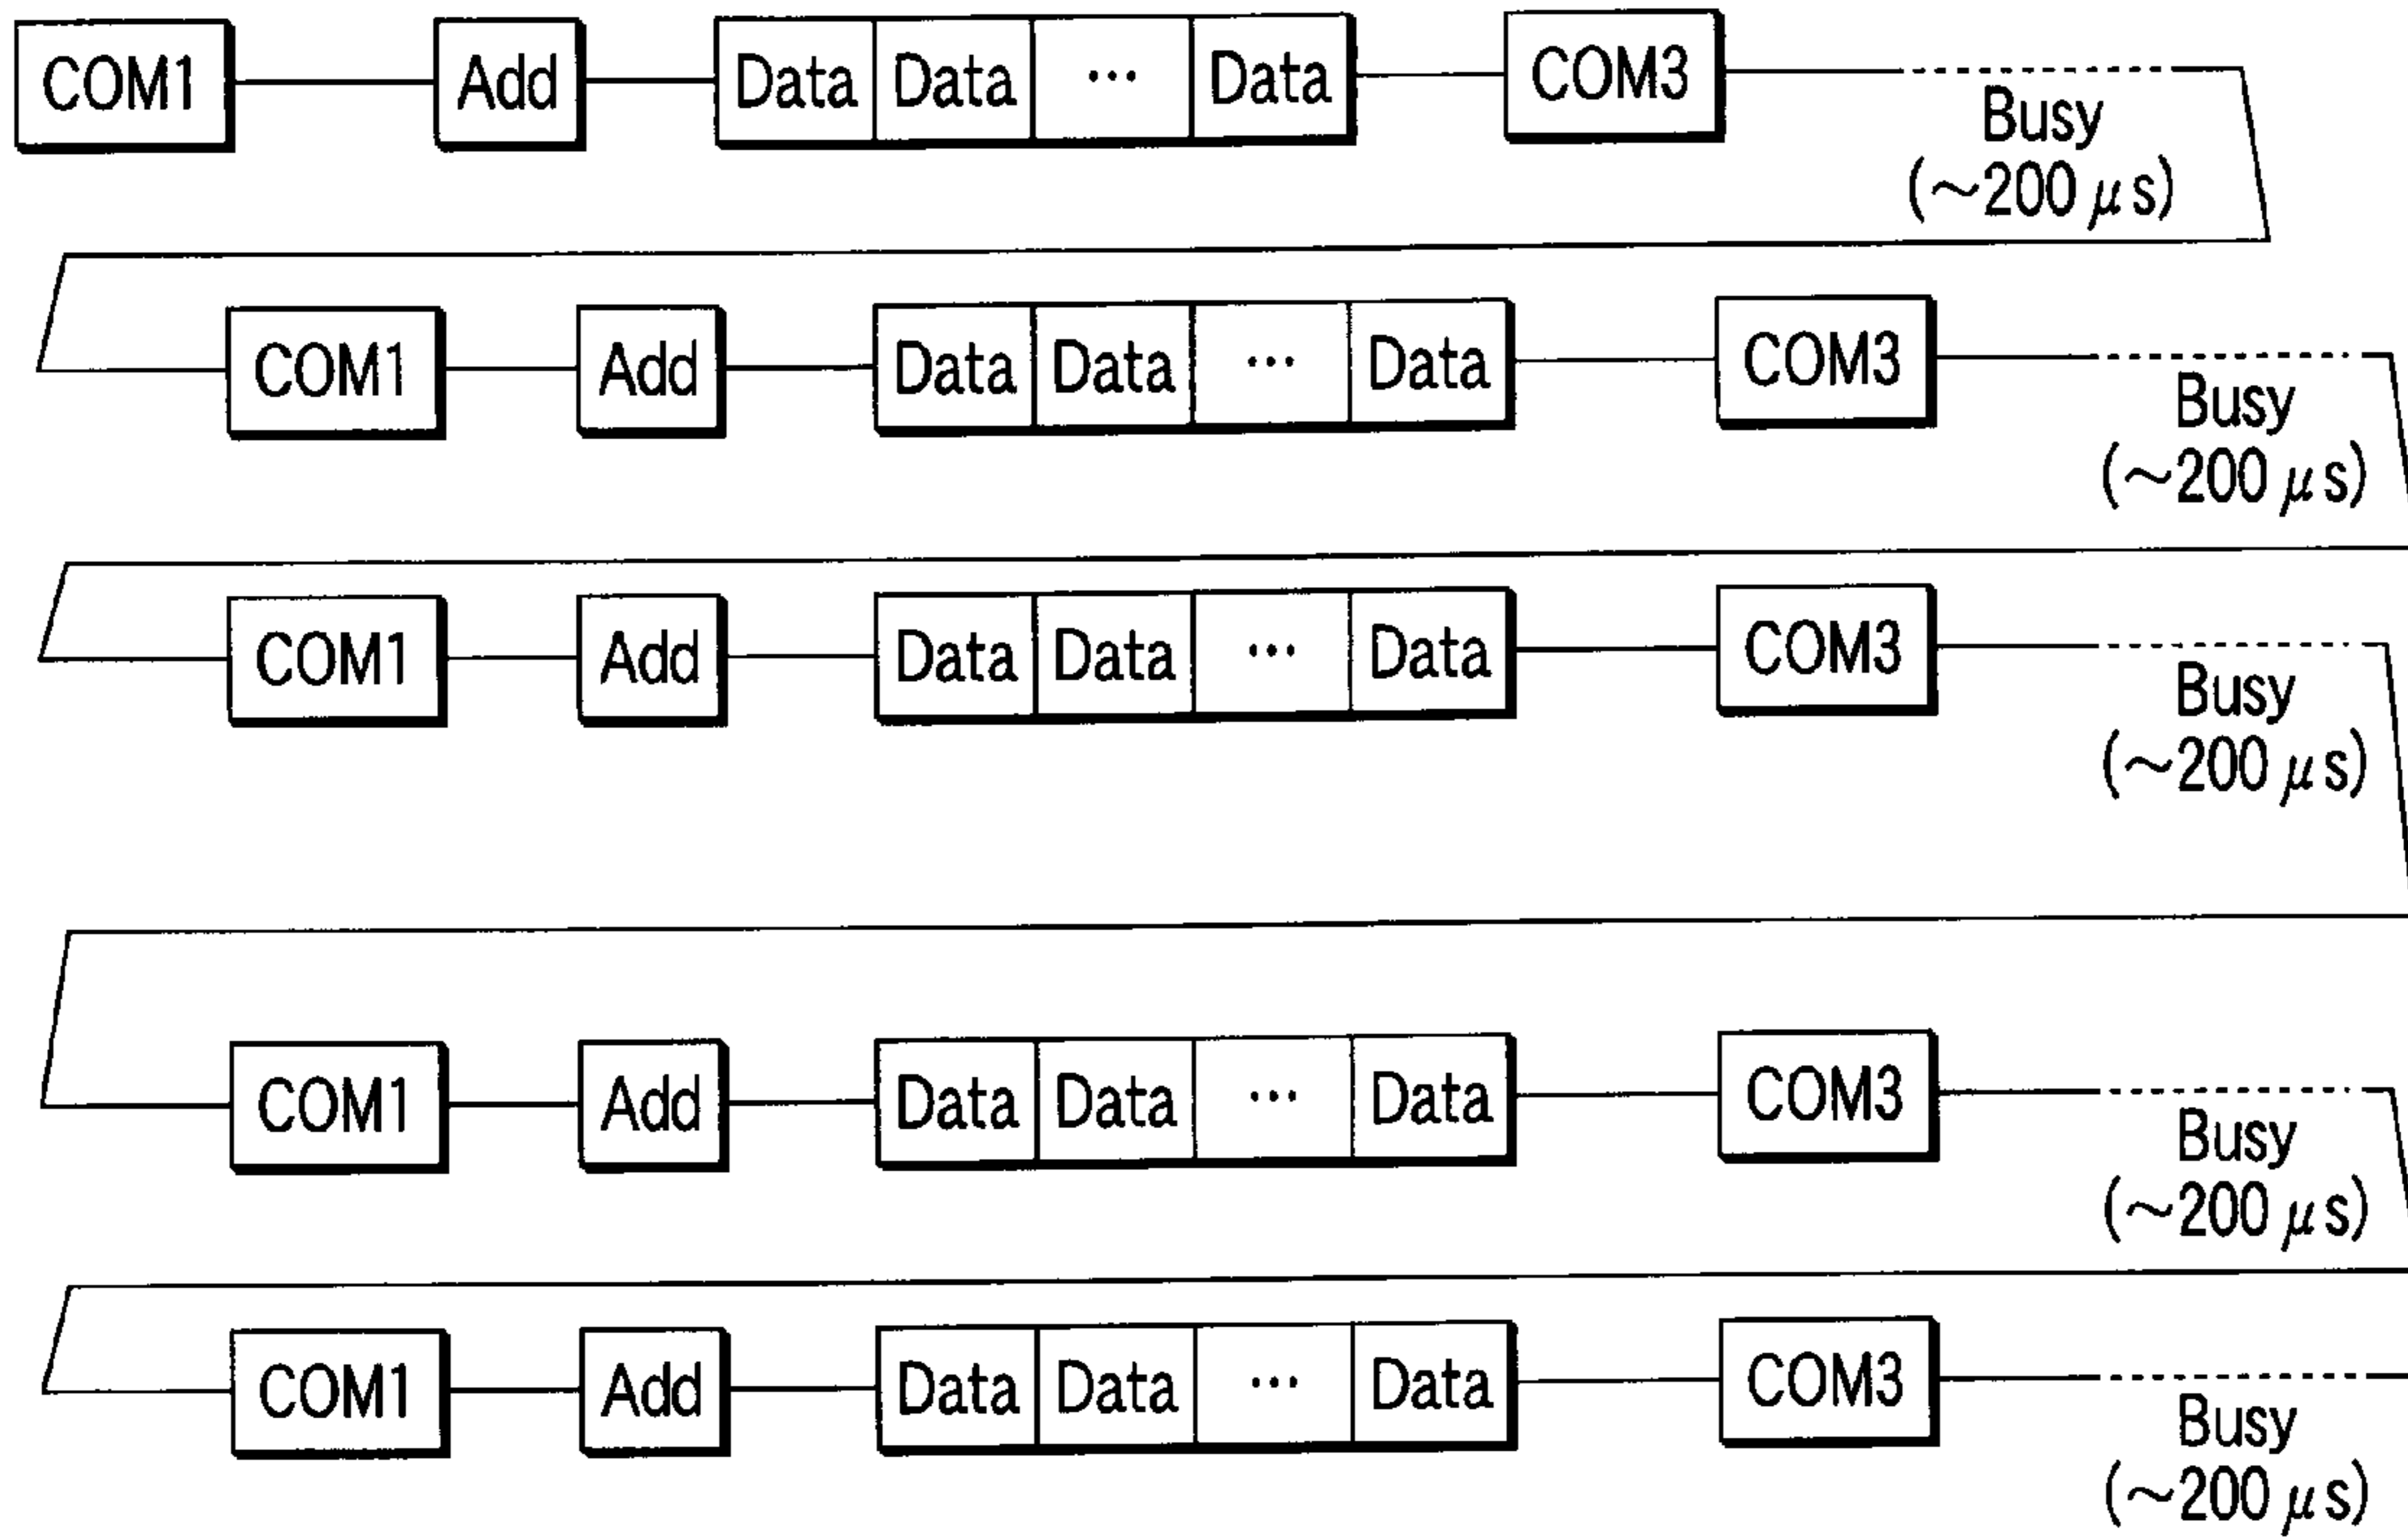 COM1 Add Data Data ... Data COM3
Busy
(~200 μs)
COM1 Add Data Data ... Data COM3
Busy
(~200 μs)
COM1 Add Data Data ... Data COM3
Busy
(~200 μs)
COM1 Add Data Data ... Data COM3
Busy
(~200 μs)
COM1 Add Data Data ... Data COM3
Busy
(~200 μs)